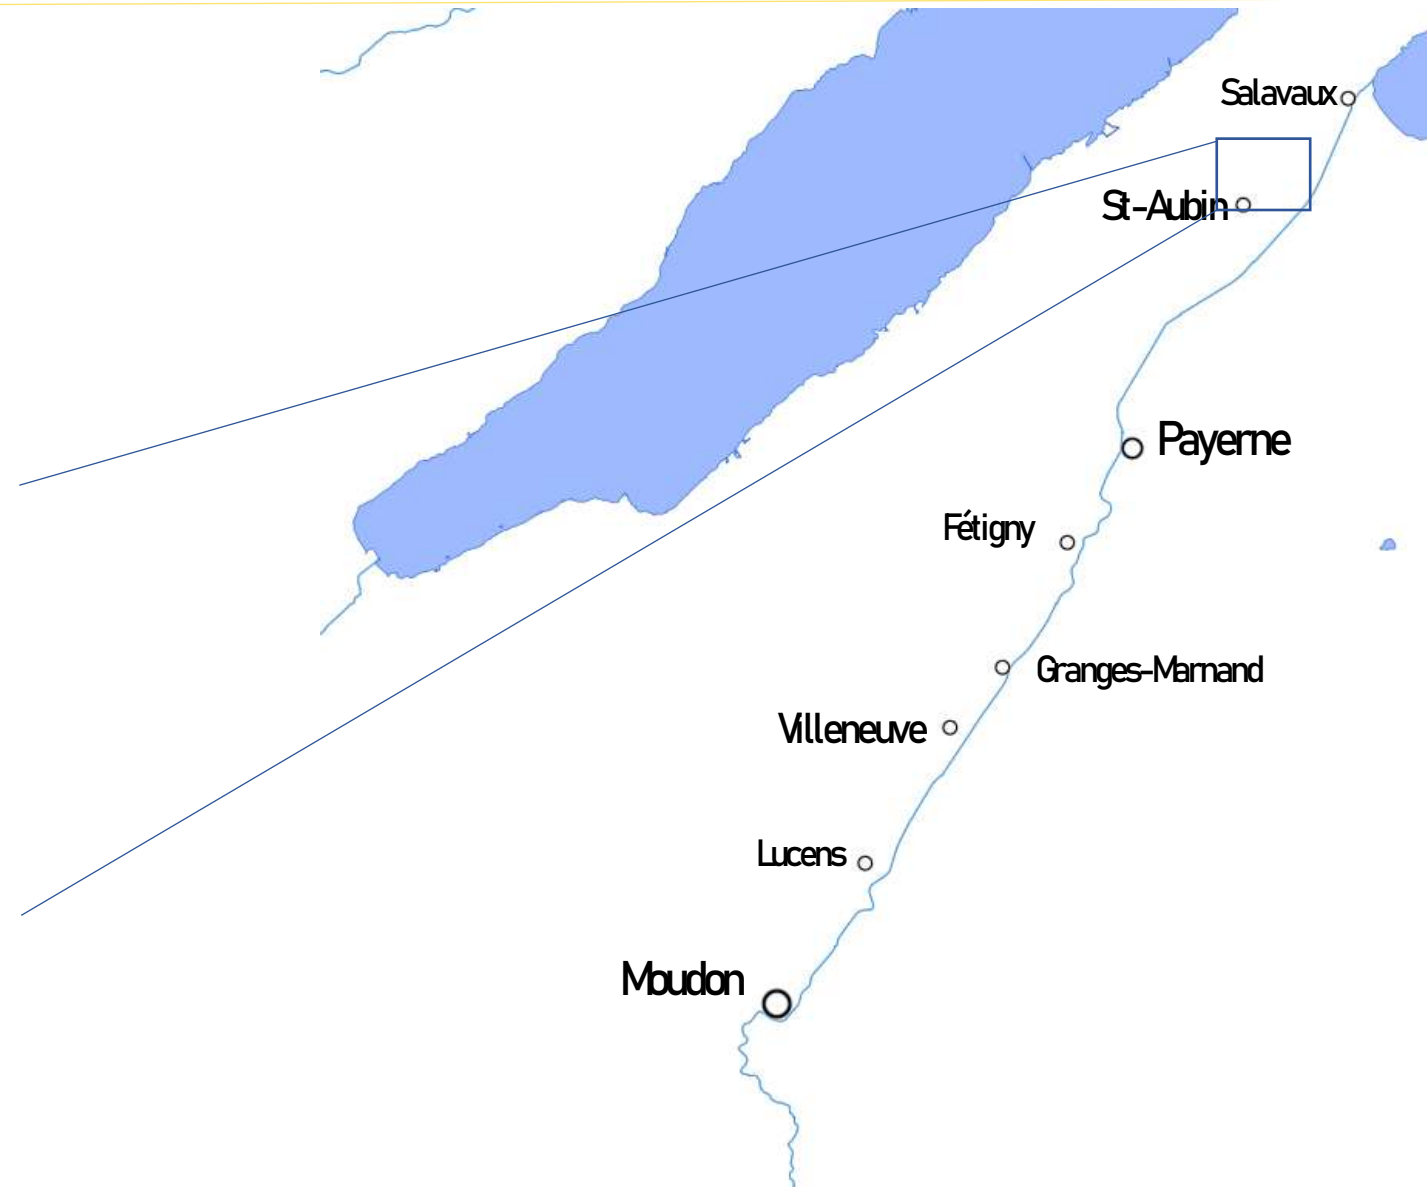 Salavaux
St-Aubin
Payerne
Fétigny
Granges-Marnand
Villeneuve
Lucens
Moudon